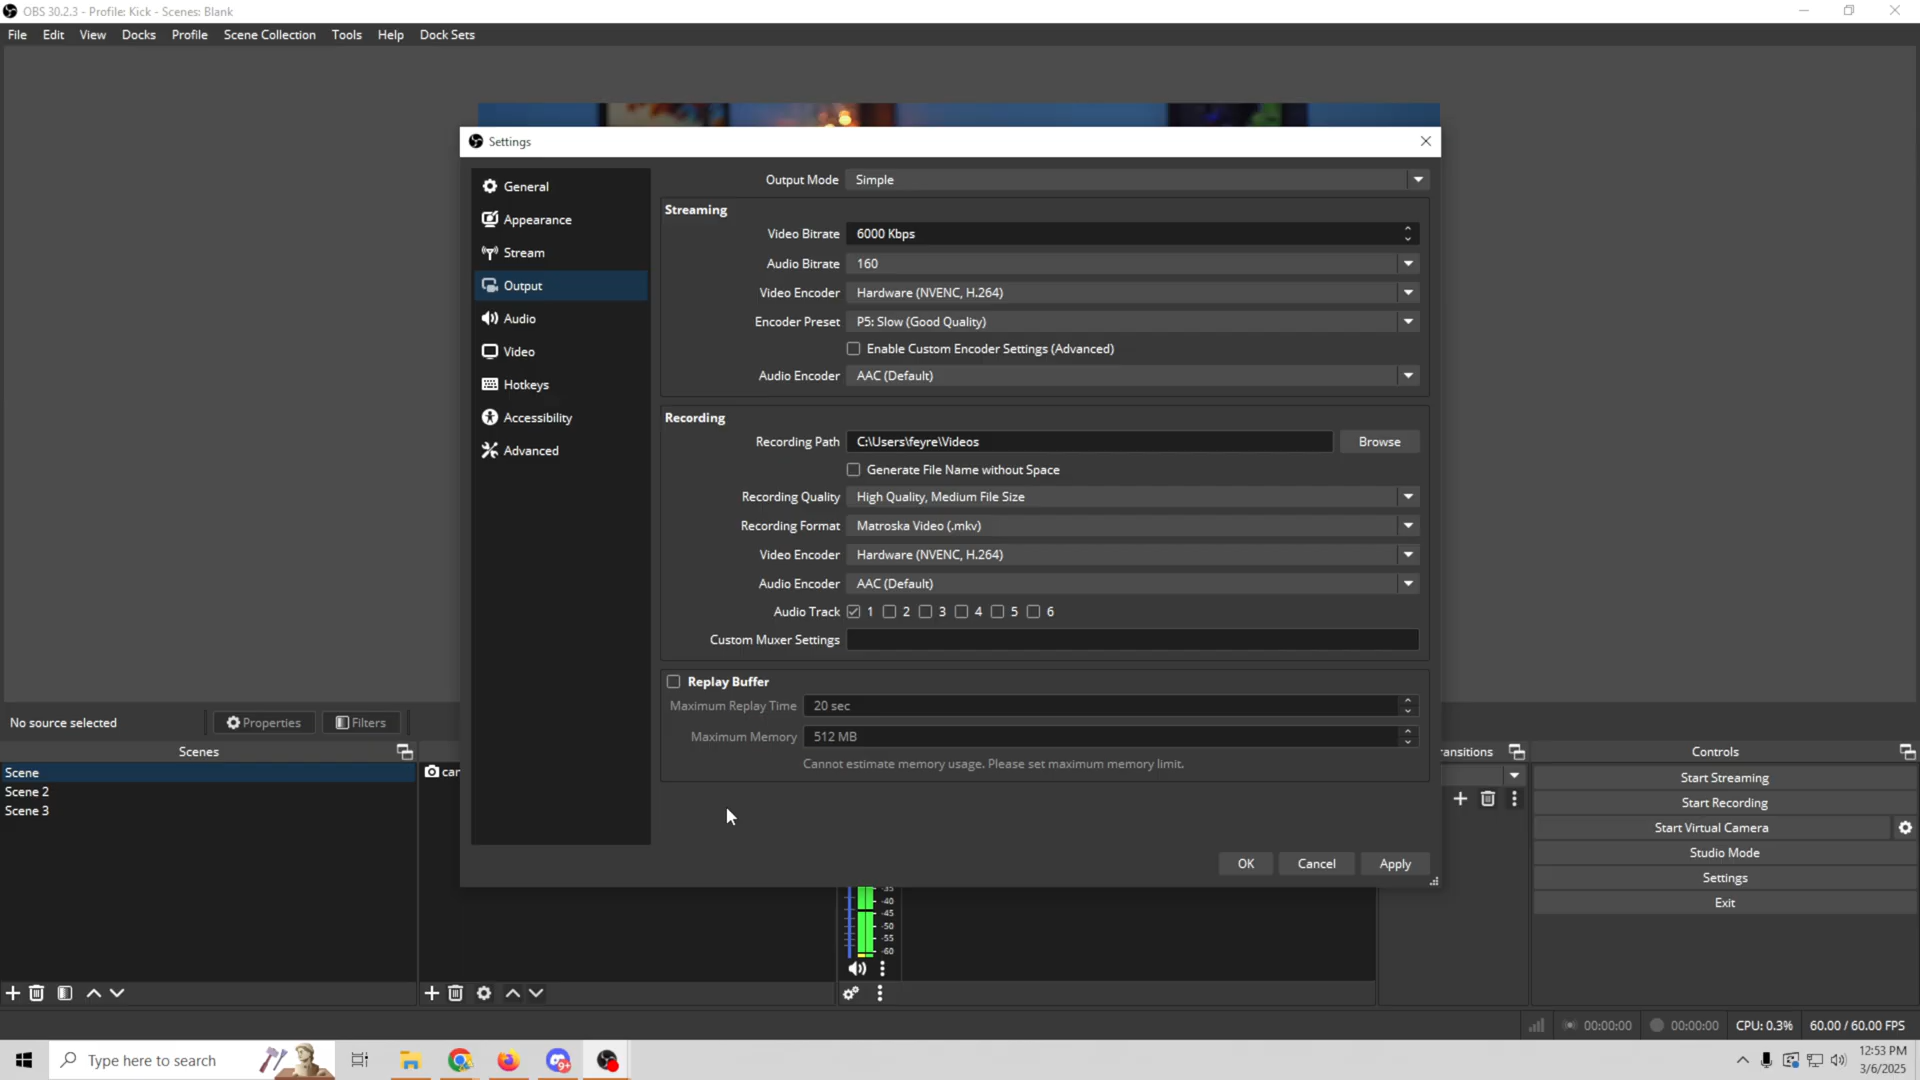 OBS 30.2.3 - Profile: Kick - Scenes: Blank
File Edit View Docks Profile Scene Collection Tools Help Dock Sets
Settings
General
Appearance
Stream
Output
Audio
Video
Hotkeys
Accessibility
Advanced
Output Mode Simple
Streaming
Video Bitrate 6000 Kbps
Audio Bitrate 160
Video Encoder Hardware (NVENC, H.264)
Encoder Preset P5: Slow (Good Quality)
Enable Custom Encoder Settings (Advanced)
Audio Encoder AAC (Default)
Recording
Recording Path C:\Users\feyre\Videos Browse
Generate File Name without Space
Recording Quality High Quality, Medium File Size
Recording Format Matroska Video (.mkv)
Video Encoder Hardware (NVENC, H.264)
Audio Encoder AAC (Default)
Audio Track 1 2 3 4 5 6
Custom Muxer Settings
Replay Buffer
Maximum Replay Time 20 sec
Maximum Memory 512 MB
Cannot estimate memory usage. Please set maximum memory limit.
OK Cancel Apply
No source selected Properties Filters
Scenes
Scene
Scene 2
Scene 3
car
-35
-40
-45
-50
-55
-60
ransitions
Controls
Start Streaming
Start Recording
Start Virtual Camera
Studio Mode
Settings
Exit
00:00:00 00:00:00 CPU: 0.3% 60.00 / 60.00 FPS
Type here to search
9+
12:53 PM
3/6/2025